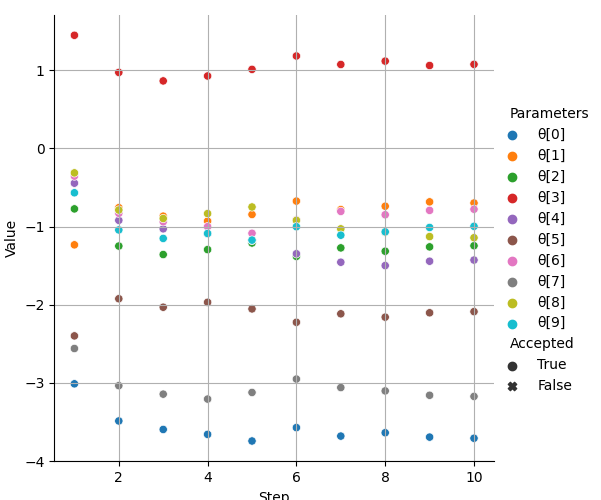 Parameters
θ[0]
θ[1]
θ[2]
θ[3]
θ[4]
θ[5]
θ[6]
θ[7]
θ[8]
θ[9]
Accepted
True
False
Value
1
0
−1
−2
−3
−4
2
4
6
8
10
Step